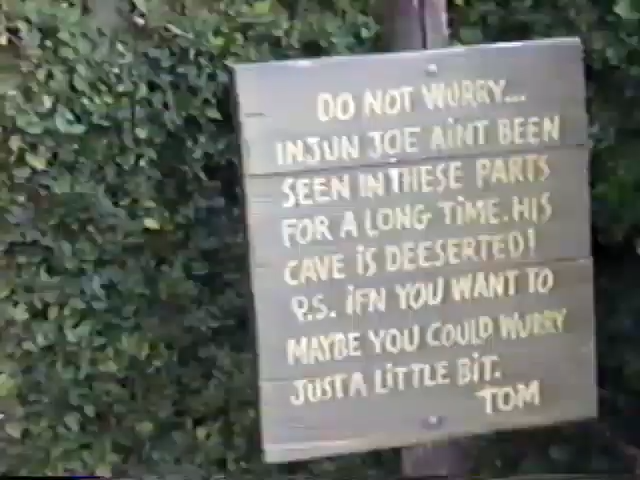 DO NOT WURRY...
INJUN JOE AiNT BEEN
SEEN IN THESE PARTS
FOR A LONG TiME. HIS
CAVE iS DEESERTED!
P.S. iFN YOU WANT TO
MAYBE YOU COULD WURRY
JUST A LiTTLE BiT.
TOM